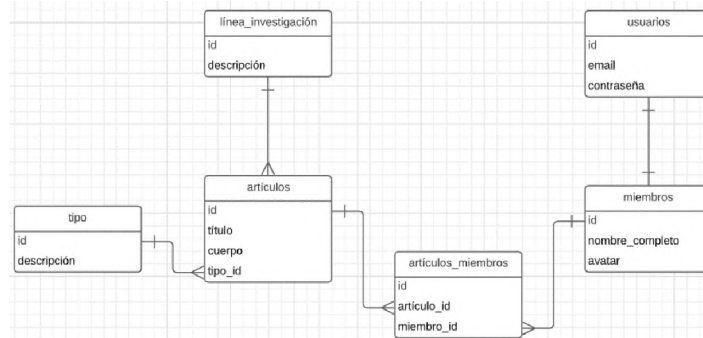 línea_investigación
id
descripción
usuarios
id
email
contraseña
artículos
id
título
cuerpo
tipo_id
tipo
id
descripción
miembros
id
nombre_completo
avatar
artículos_miembros
id
artículo_id
miembro_id